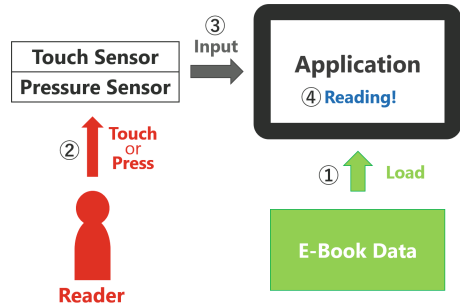 ③
Input
Touch Sensor
Pressure Sensor
Application
④ Reading!
②
Touch
or
Press
①
Load
E-Book Data
Reader